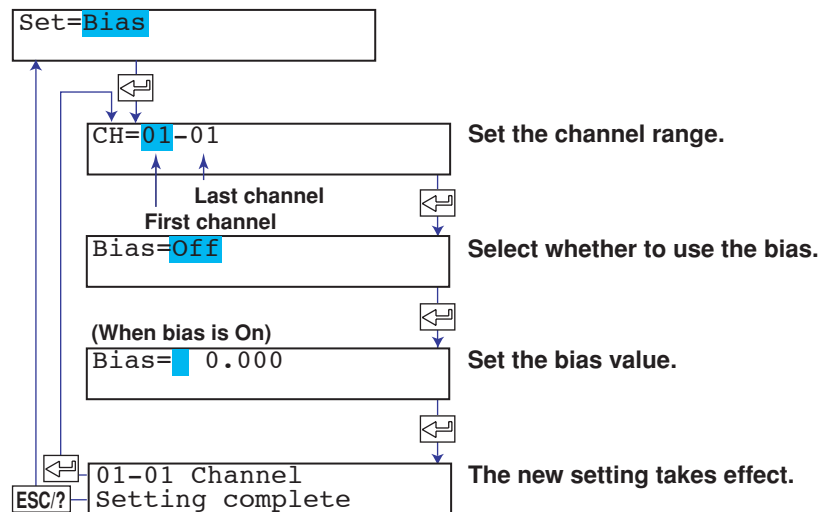 Set=Bias
CH=01-01
Set the channel range.
Last channel
First channel
Bias=Off
Select whether to use the bias.
(When bias is On)
Bias= 0.000
Set the bias value.
01-01 Channel
Setting complete
The new setting takes effect.
ESC/?